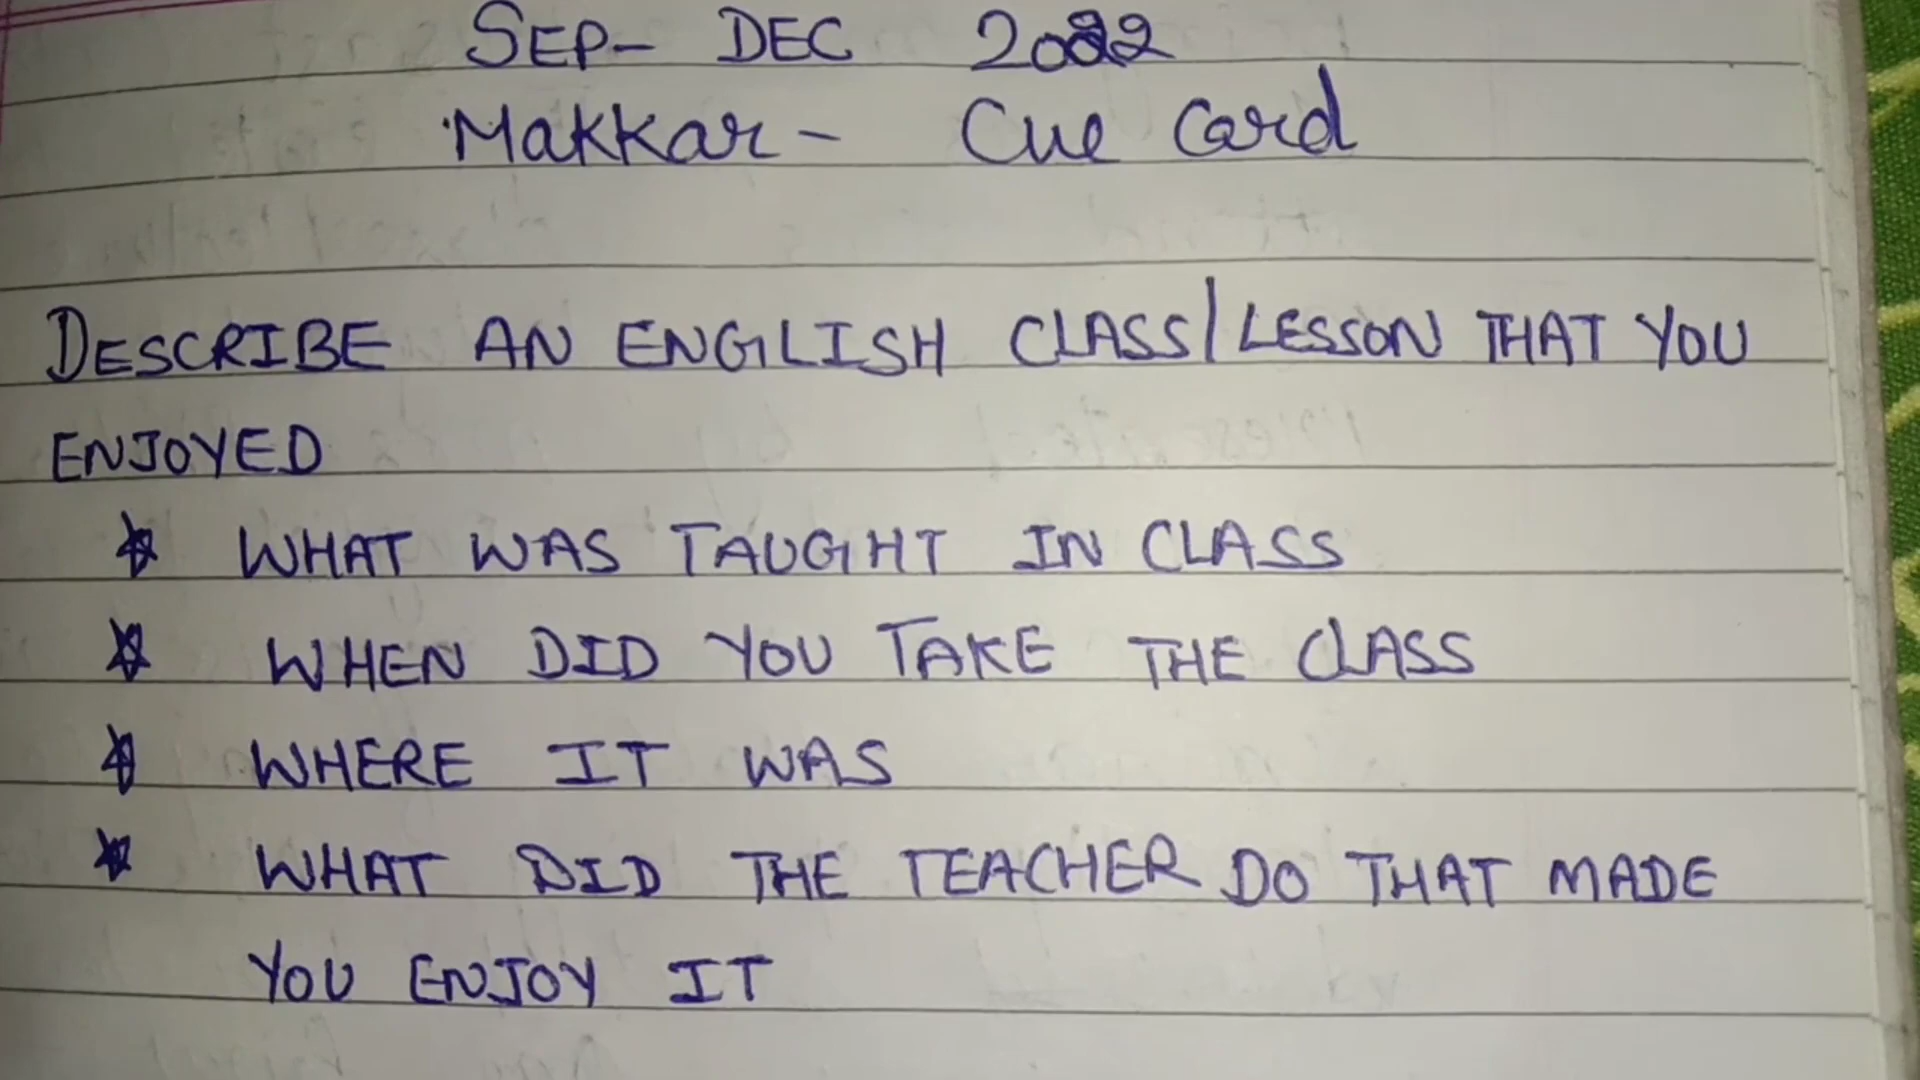 SEP- DEC 2022
MAKKAR- Cue Card
DESCRIBE AN ENGLISH CLASS/LESSON THAT YOU
ENJOYED
☆ WHAT WAS TAUGHT IN CLASS
☆ WHEN DID YOU TAKE THE CLASS
☆ WHERE IT WAS
☆ WHAT DID THE TEACHER DO THAT MADE
YOU ENJOY IT